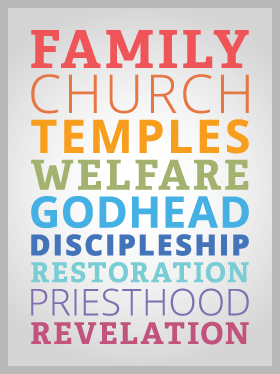 FAMILY
CHURCH
TEMPLES
WELFARE
GODHEAD
DISCIPLESHIP
RESTORATION
PRIESTHOOD
REVELATION